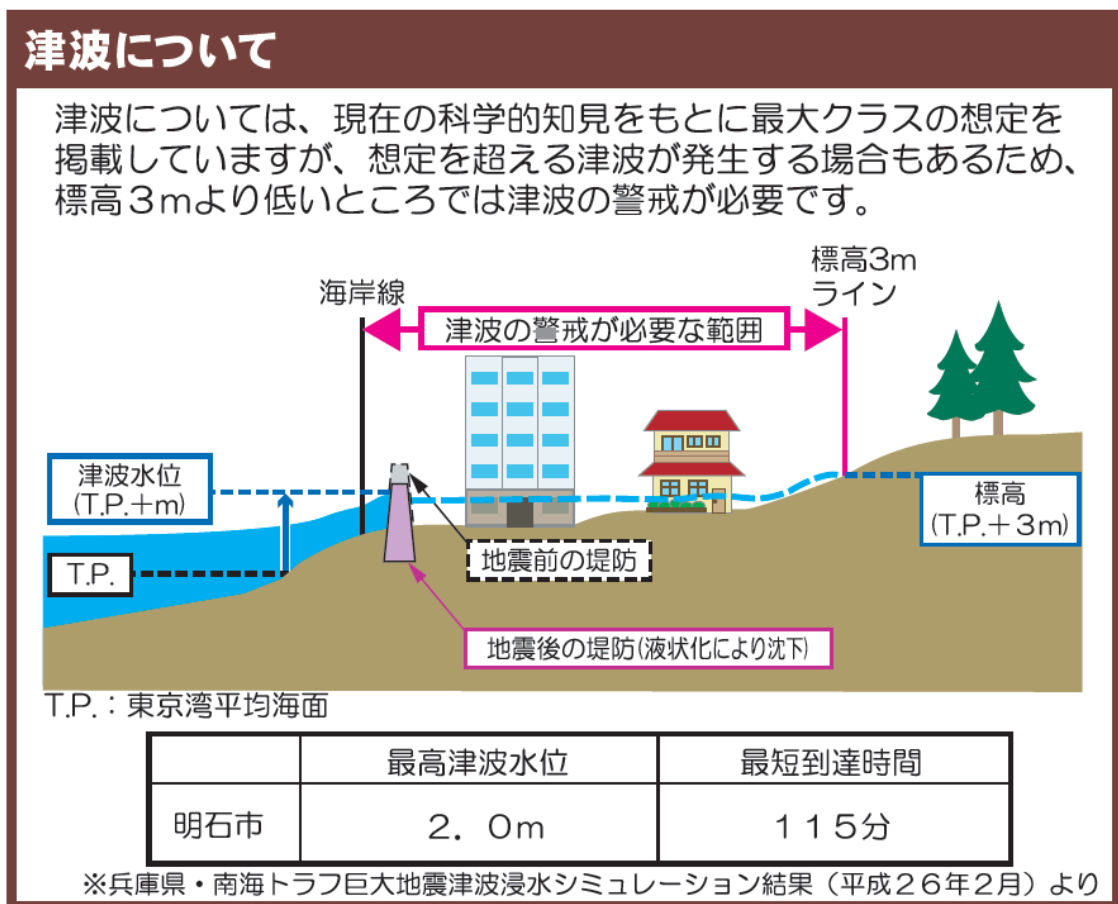 津波について
津波については、現在の科学的知見をもとに最大クラスの想定を
掲載していますが、想定を超える津波が発生する場合もあるため、
標高３ｍより低いところでは津波の警戒が必要です。
標高3m
ライン
海岸線
津波の警戒が必要な範囲
津波水位
(T.P.+m)
標高
(T.P.＋3m)
地震前の堤防
T.P.
地震後の堤防(液状化により沈下)
T.P.：東京湾平均海面
最高津波水位 最短到達時間
明石市 ２．０ｍ １１５分
※兵庫県・南海トラフ巨大地震津波浸水シミュレーション結果（平成２６年２月）より